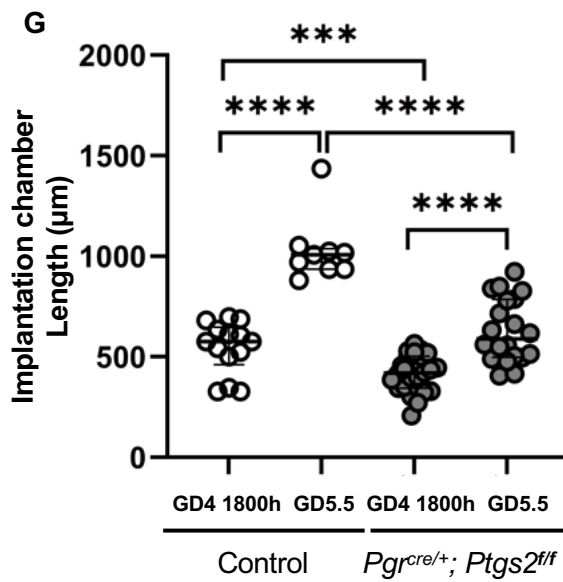 G
***
2000
****
****
1500
****
1000
500
0
Implantation chamber
Length (µm)
GD4 1800h GD5.5 GD4 1800h GD5.5
Control Pgrcre/+; Ptgs2f/f